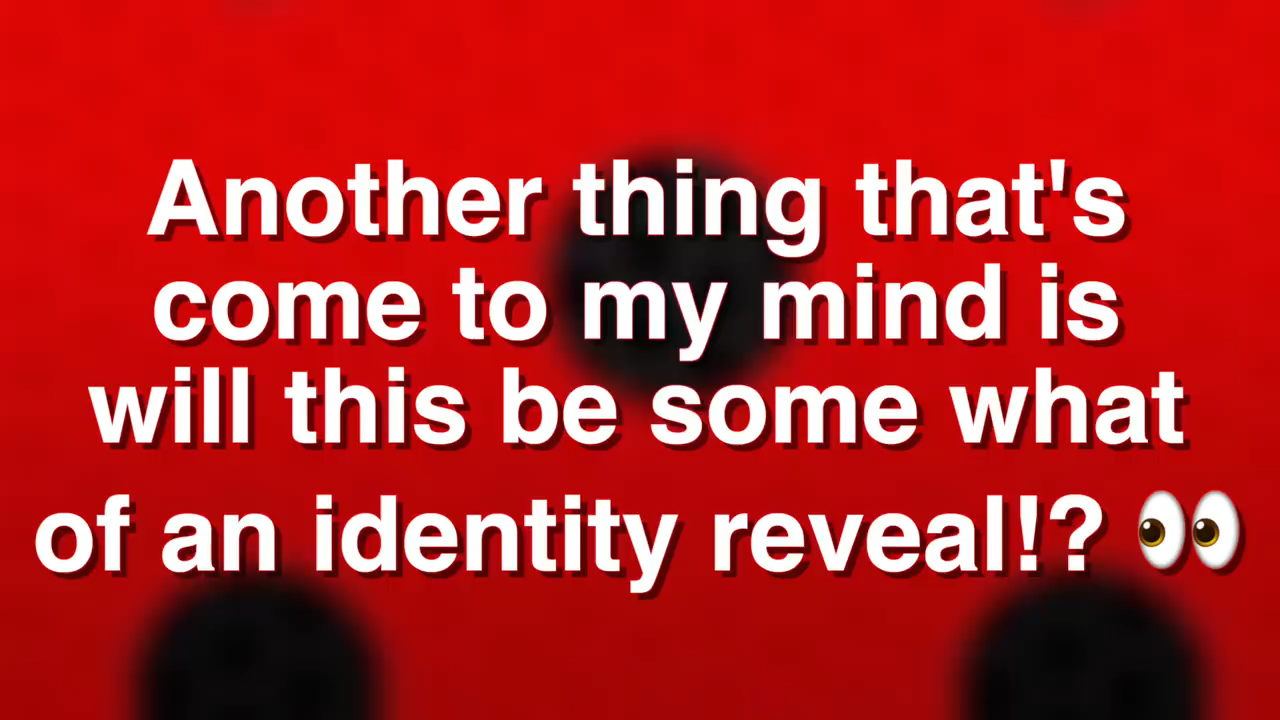 Another thing that's
come to my mind is
will this be some what
of an identity reveal!? 👀